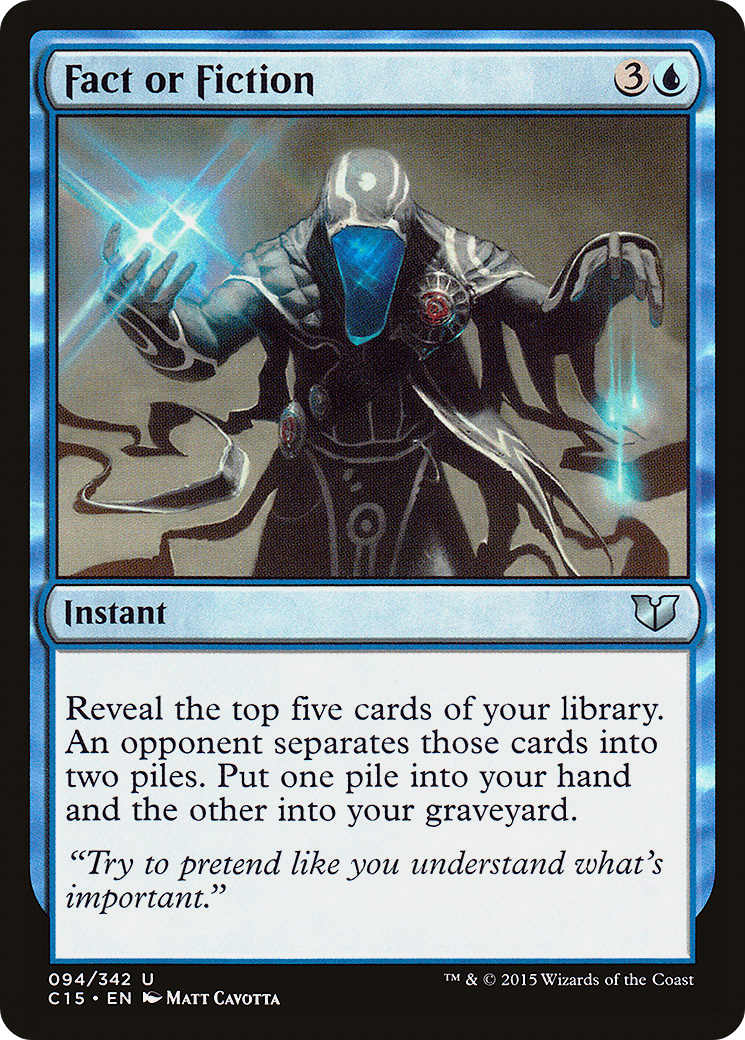 Fact or Fiction 3
Instant
Reveal the top five cards of your library.
An opponent separates those cards into
two piles. Put one pile into your hand
and the other into your graveyard.
“Try to pretend like you understand what’s
important.”
094/342 U
C15 • EN Matt Cavotta
™ & © 2015 Wizards of the Coast